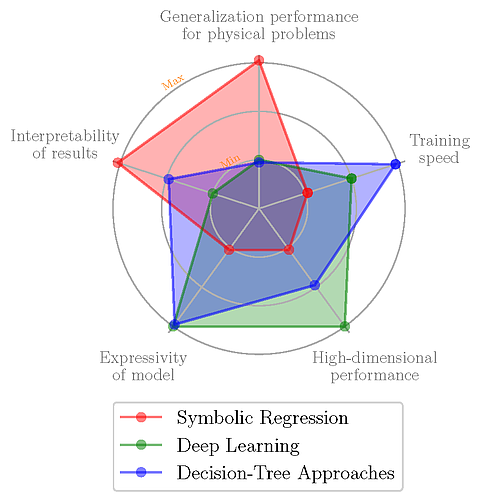 Generalization performance
for physical problems
Max
Interpretability
of results
Training
speed
Min
Expressivity
of model
High-dimensional
performance
Symbolic Regression
Deep Learning
Decision-Tree Approaches